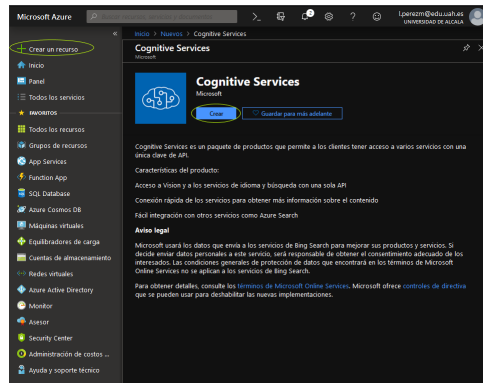 Microsoft Azure
l.perezm@edu.uah.es
UNIVERSIDAD DE ALCALA
«
Crear un recurso
Inicio
Panel
Todos los servicios
FAVORITOS
Todos los recursos
Grupos de recursos
App Services
Function App
SQL Database
Azure Cosmos DB
Máquinas virtuales
Equilibradores de carga
Cuentas de almacenamiento
Redes virtuales
Azure Active Directory
Monitor
Asesor
Security Center
Administración de costos ...
Ayuda y soporte técnico
Inicio > Nuevos > Cognitive Services
Cognitive Services
Microsoft
Cognitive Services
Microsoft
Crear
Guardar para más adelante
Cognitive Services es un paquete de productos que permite a los clientes tener acceso a varios servicios con una
única clave de API.
Características del producto:
Acceso a Vision y a los servicios de idioma y búsqueda con una sola API
Conexión rápida de los servicios para obtener más información sobre el contenido
Fácil integración con otros servicios como Azure Search
Aviso legal
Microsoft usará los datos que envía a los servicios de Bing Search para mejorar sus productos y servicios. Si
decide enviar datos personales a este servicio, será responsable de obtener el consentimiento adecuado de los
interesados. Las condiciones generales de protección de datos que encontrará en los términos de Microsoft
Online Services no se aplican a los servicios de Bing Search.
Para obtener detalles, consulte los términos de Microsoft Online Services. Microsoft ofrece controles de directiva
que se pueden usar para deshabilitar las nuevas implementaciones.